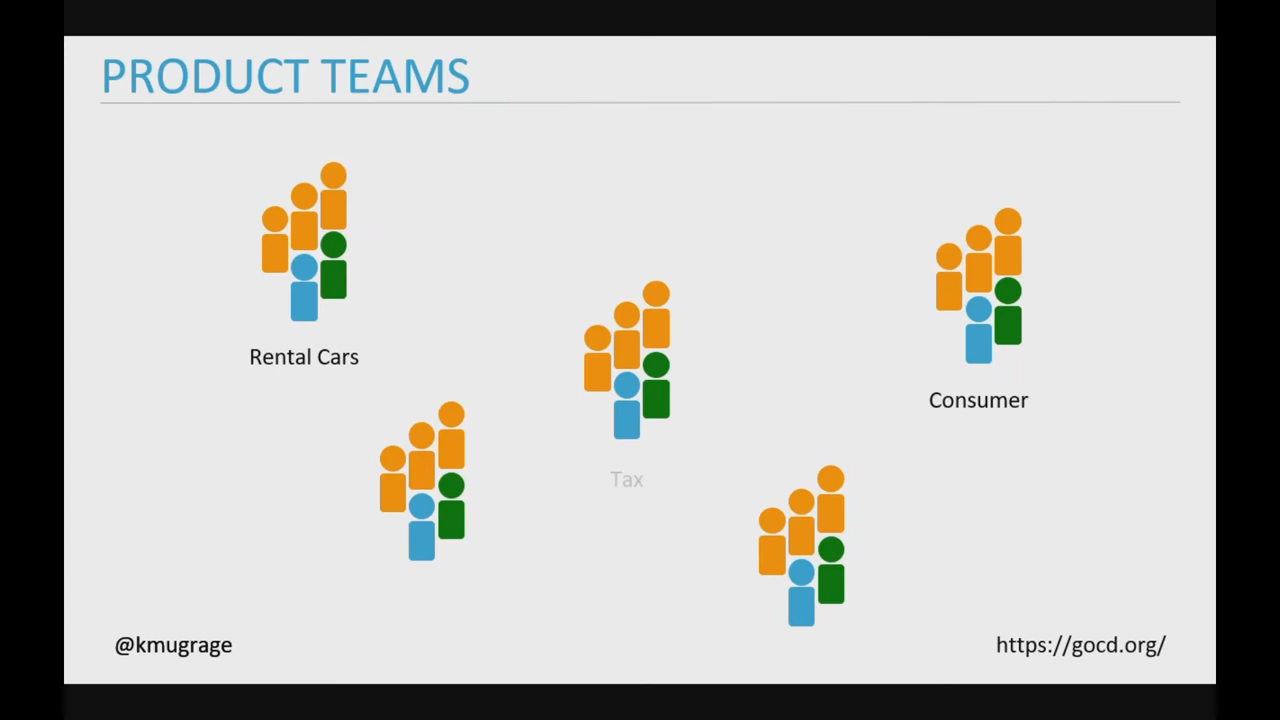 PRODUCT TEAMS
Rental Cars
Consumer
Tax
@kmugrage
https://gocd.org/